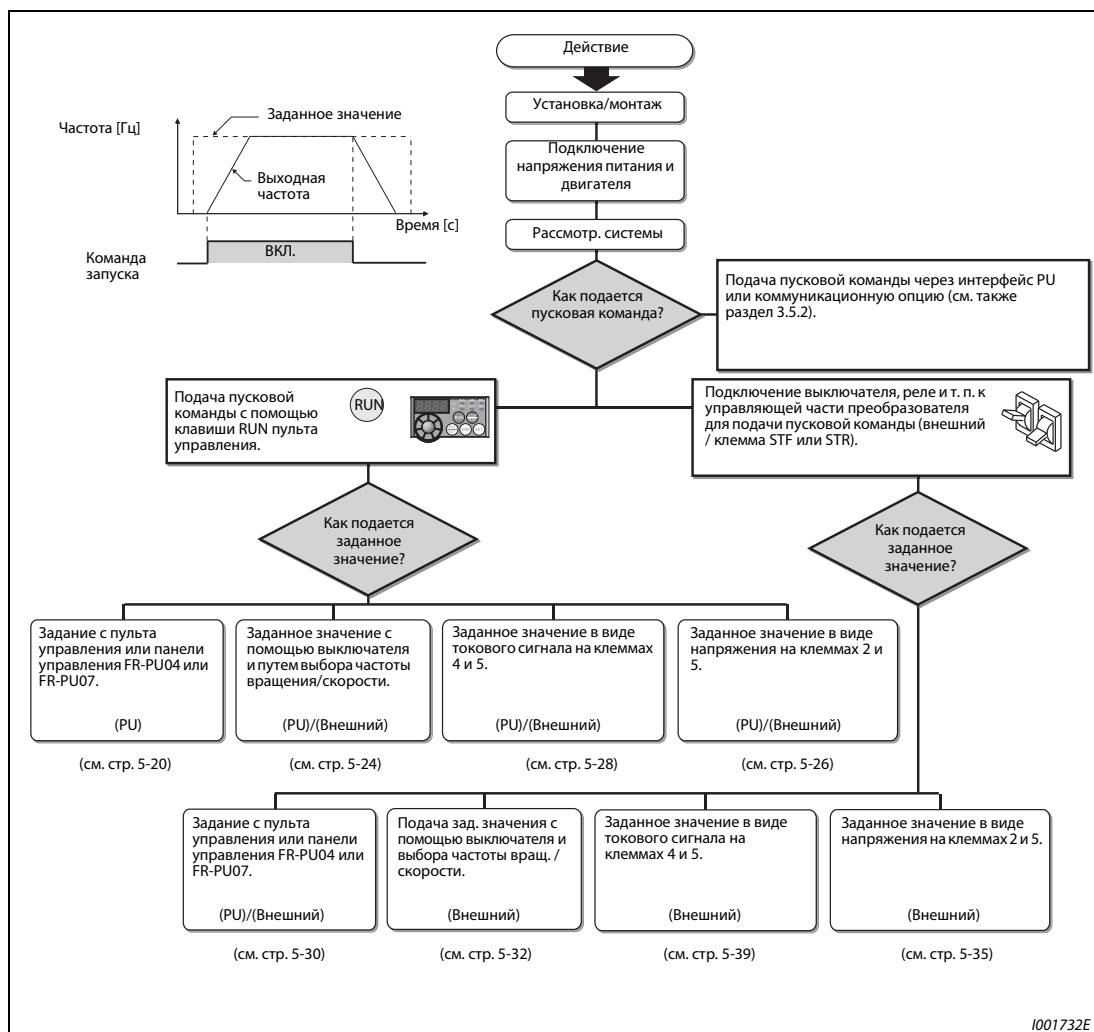 Действие
Установка/монтаж
Подключение
напряжения питания и
двигателя
Рассмотр. системы
Частота [Гц]
Заданное значение
Выходная
частота
Время [с]
ВКЛ.
Команда
запуска
Как подается
пусковая команда?
Подача пусковой команды через интерфейс PU
или коммуникационную опцию (см. также
раздел 3.5.2).
Подача пусковой
команды с помощью
клавиши RUN пульта
управления.
RUN
Подключение выключателя, реле и т. п. к
управляющей части преобразователя
для подачи пусковой команды (внешний
/ клемма STF или STR).
Как подается
заданное
значение?
Как подается
заданное
значение?
Задание с пульта
управления или панели
управления FR-PU04 или
FR-PU07.
(PU)
(см. стр. 5-20)
Заданное значение с
помощью выключателя
и путем выбора частоты
вращения/скорости.
(PU)/(Внешний)
(см. стр. 5-24)
Заданное значение в виде
токового сигнала на клеммах
4 и 5.
(PU)/(Внешний)
(см. стр. 5-28)
Заданное значение в виде
напряжения на клеммах 2 и
5.
(PU)/(Внешний)
(см. стр. 5-26)
Задание с пульта
управления или панели
управления FR-PU04 или
FR-PU07.
(PU)/(Внешний)
(см. стр. 5-30)
Подача зад. значения с
помощью выключателя и
выбора частоты вращ. /
скорости.
(Внешний)
(см. стр. 5-32)
Заданное значение в виде
токового сигнала на
клеммах 4 и 5.
(Внешний)
(см. стр. 5-39)
Заданное значение в виде
напряжения на клеммах 2 и 5.
(Внешний)
(см. стр. 5-35)
I001732E